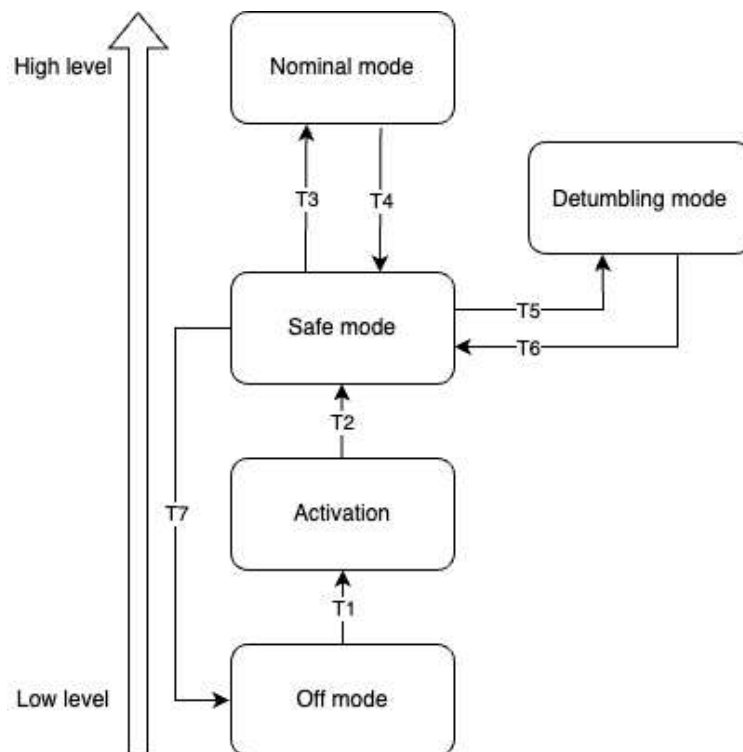 High level
Nominal mode
Detumbling mode
T3
T4
Safe mode
T5
T6
T2
Activation
T7
T1
Low level
Off mode